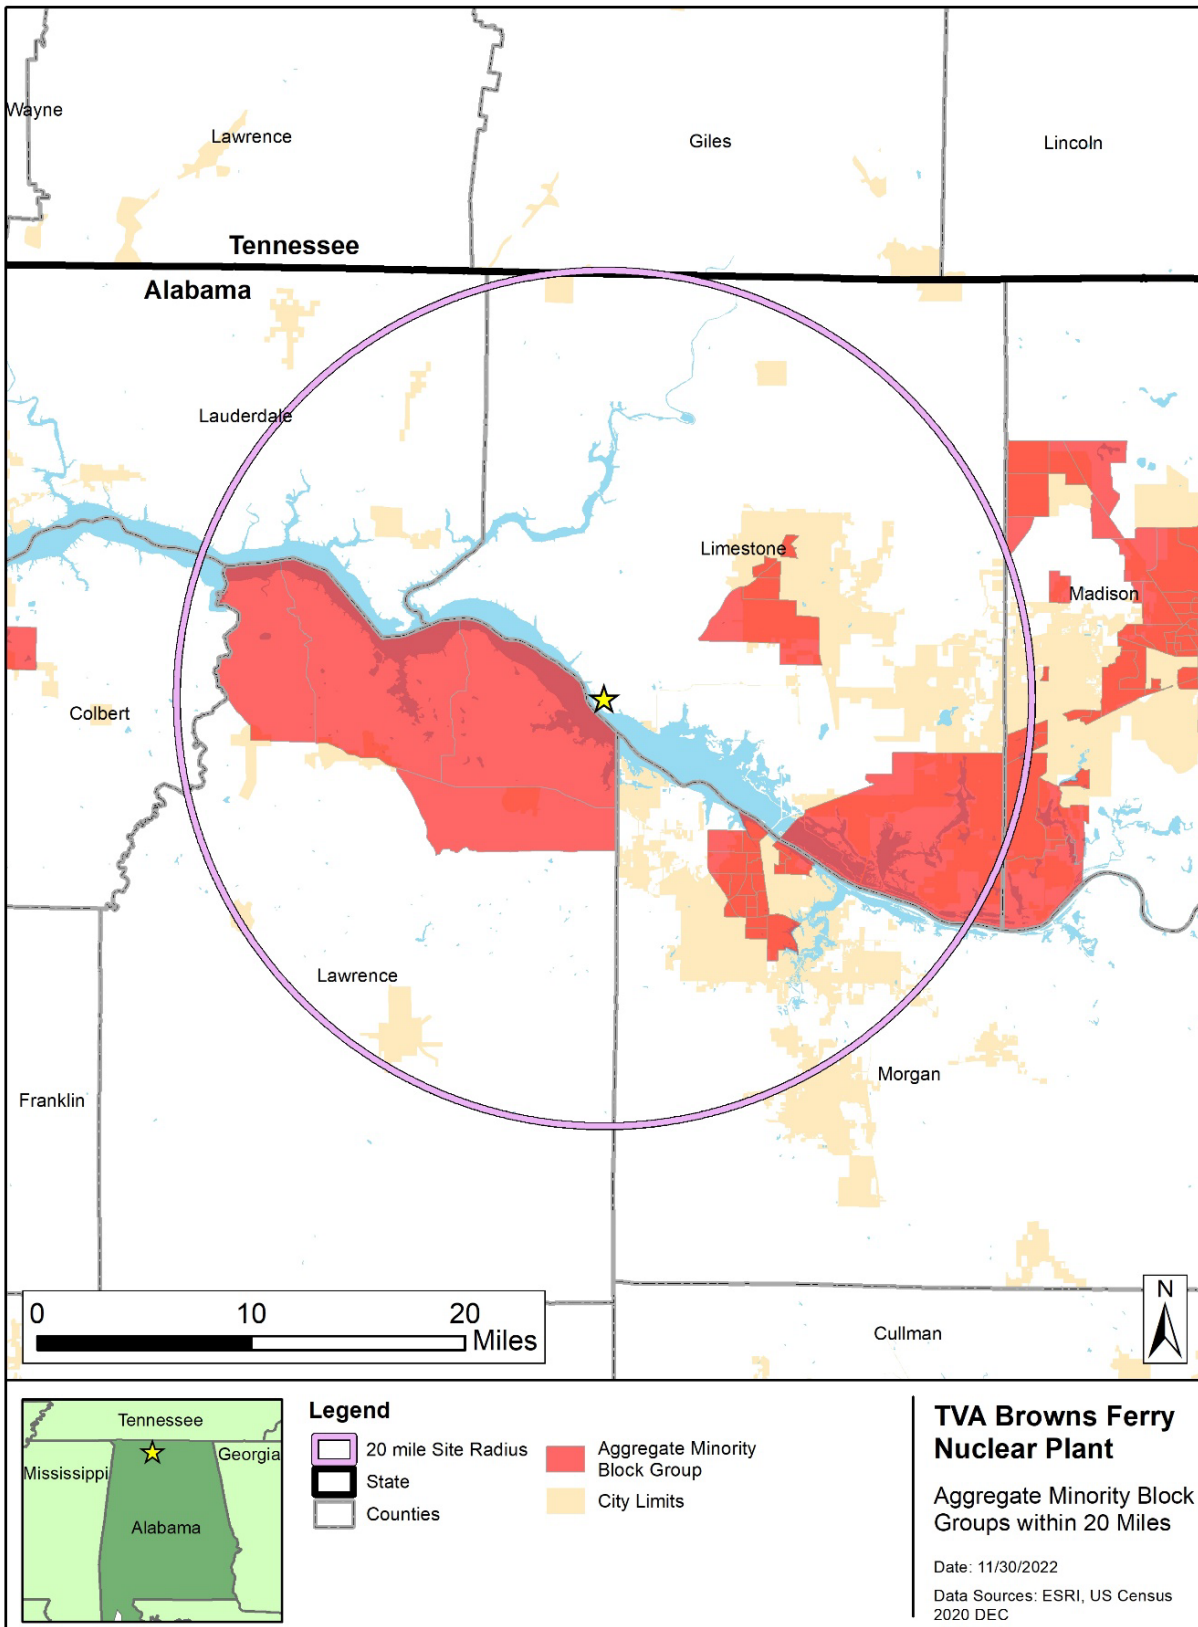 Wayne
Lawrence
Giles
Lincoln
Tennessee
Alabama
Lauderdale
Limestone
Madison
Colbert
Lawrence
Morgan
Franklin
Cullman
0 10 20
Miles
N
Tennessee
Mississippi
Georgia
Alabama
Legend
20 mile Site Radius
State
Counties
Aggregate Minority
Block Group
City Limits
TVA Browns Ferry
Nuclear Plant
Aggregate Minority Block
Groups within 20 Miles
Date: 11/30/2022
Data Sources: ESRI, US Census
2020 DEC